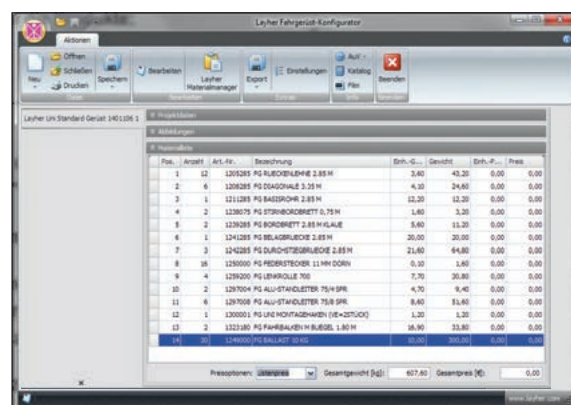 Layher Fahrgerüst-Konfigurator
Aktionen
Neu
Öffnen
Schließen
Drucken
Speichern
Bearbeiten
Layher
Materialmanager
Export
Einstellungen
AuV
Katalog
Film
Beenden
Datei
Bearbeiten
Extras
Info
Beenden
Layher Uni Standard Gerüst 1401106 1
Projektdaten
Abbildungen
Materialliste
Pos. Anzahl Art.-Nr. Bezeichnung Einh.-G... Gewicht Einh.-P... Preis
1 12 1205285 FG RUECKENLEHNE 2.85 M 3,60 43,20 0,00 0,00
2 6 1208285 FG DIAGONALE 3.35 M 4,10 24,60 0,00 0,00
3 1 1211285 FG BASISROHR 2.85 M 12,20 12,20 0,00 0,00
4 2 1238075 FG STIRNBORDBRETT 0,75 M 1,60 3,20 0,00 0,00
5 2 1239285 FG BORDBRETT 2.85 M KLAUE 5,60 11,20 0,00 0,00
6 1 1241285 FG BELAGBRUECKE 2.85 M 20,00 20,00 0,00 0,00
7 3 1242285 FG DURCHSTIEGBRUECKE 2.85 M 21,60 64,80 0,00 0,00
8 16 1250000 FG FEDERSTECKER 11 MM DORN 0,10 1,60 0,00 0,00
9 4 1259200 FG LENKROLLE 700 7,70 30,80 0,00 0,00
10 2 1297004 FG ALU-STANDLEITER 75/4 SPR 4,70 9,40 0,00 0,00
11 6 1297008 FG ALU-STANDLEITER 75/8 SPR 8,60 51,60 0,00 0,00
12 1 1300001 FG UNI MONTAGEHAKEN (VE=2STÜCK) 1,20 1,20 0,00 0,00
13 2 1323180 FG FAHRBALKEN M BUEGEL 1.80 M 16,90 33,80 0,00 0,00
14 30 1249000 FG BALLAST 10 KG 10,00 300,00 0,00 0,00
Preisoptionen: Listenpreis Gesamtgewicht [kg]: 607,60 Gesamtpreis [€]: 0,00
www.layher.com